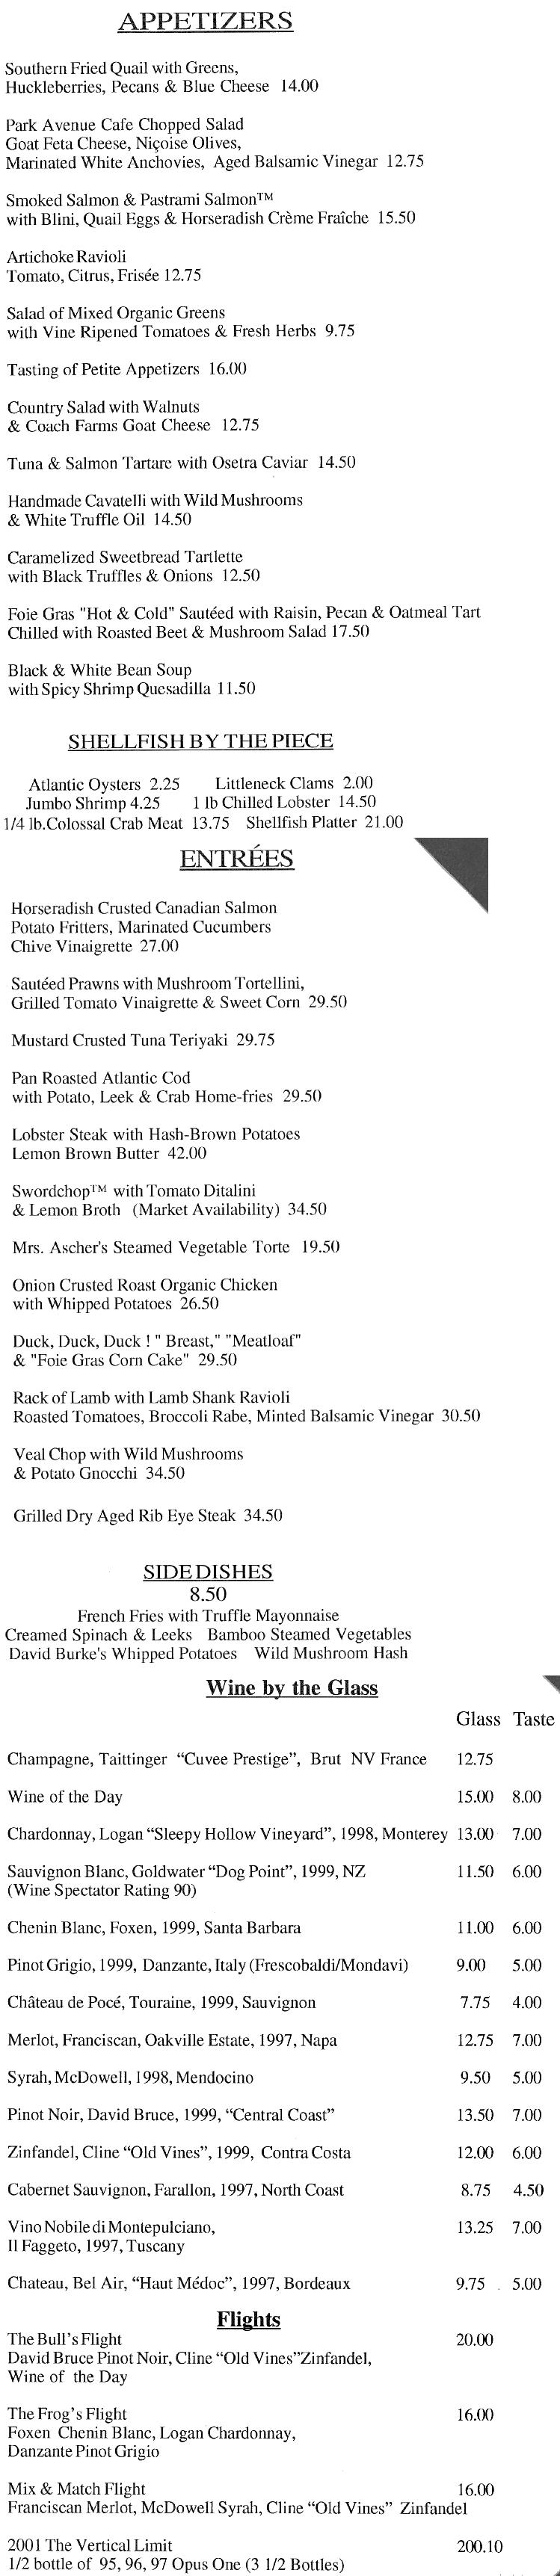 APPETIZERS
Southern Fried Quail with Greens,
Huckleberries, Pecans & Blue Cheese 14.00
Park Avenue Cafe Chopped Salad
Goat Feta Cheese, Niçoise Olives,
Marinated White Anchovies, Aged Balsamic Vinegar 12.75
Smoked Salmon & Pastrami Salmon™
with Blini, Quail Eggs & Horseradish Crème Fraîche 15.50
Artichoke Ravioli
Tomato, Citrus, Frisée 12.75
Salad of Mixed Organic Greens
with Vine Ripened Tomatoes & Fresh Herbs 9.75
Tasting of Petite Appetizers 16.00
Country Salad with Walnuts
& Coach Farms Goat Cheese 12.75
Tuna & Salmon Tartare with Osetra Caviar 14.50
Handmade Cavatelli with Wild Mushrooms
& White Truffle Oil 14.50
Caramelized Sweetbread Tartlette
with Black Truffles & Onions 12.50
Foie Gras "Hot & Cold" Sautéed with Raisin, Pecan & Oatmeal Tart
Chilled with Roasted Beet & Mushroom Salad 17.50
Black & White Bean Soup
with Spicy Shrimp Quesadilla 11.50
SHELLFISH BY THE PIECE
Atlantic Oysters 2.25 Littleneck Clams 2.00
Jumbo Shrimp 4.25 1 lb Chilled Lobster 14.50
1/4 lb.Colossal Crab Meat 13.75 Shellfish Platter 21.00
ENTRÉES
Horseradish Crusted Canadian Salmon
Potato Fritters, Marinated Cucumbers
Chive Vinaigrette 27.00
Sautéed Prawns with Mushroom Tortellini,
Grilled Tomato Vinaigrette & Sweet Corn 29.50
Mustard Crusted Tuna Teriyaki 29.75
Pan Roasted Atlantic Cod
with Potato, Leek & Crab Home-fries 29.50
Lobster Steak with Hash-Brown Potatoes
Lemon Brown Butter 42.00
Swordchop™ with Tomato Ditalini
& Lemon Broth (Market Availability) 34.50
Mrs. Ascher's Steamed Vegetable Torte 19.50
Onion Crusted Roast Organic Chicken
with Whipped Potatoes 26.50
Duck, Duck, Duck ! " Breast," "Meatloaf"
& "Foie Gras Corn Cake" 29.50
Rack of Lamb with Lamb Shank Ravioli
Roasted Tomatoes, Broccoli Rabe, Minted Balsamic Vinegar 30.50
Veal Chop with Wild Mushrooms
& Potato Gnocchi 34.50
Grilled Dry Aged Rib Eye Steak 34.50
SIDE DISHES
8.50
French Fries with Truffle Mayonnaise
Creamed Spinach & Leeks Bamboo Steamed Vegetables
David Burke's Whipped Potatoes Wild Mushroom Hash
Wine by the Glass
Glass Taste
Champagne, Taittinger “Cuvee Prestige”, Brut NV France 12.75
Wine of the Day 15.00 8.00
Chardonnay, Logan “Sleepy Hollow Vineyard”, 1998, Monterey 13.00 7.00
Sauvignon Blanc, Goldwater “Dog Point”, 1999, NZ 11.50 6.00
(Wine Spectator Rating 90)
Chenin Blanc, Foxen, 1999, Santa Barbara 11.00 6.00
Pinot Grigio, 1999, Danzante, Italy (Frescobaldi/Mondavi) 9.00 5.00
Château de Pocé, Touraine, 1999, Sauvignon 7.75 4.00
Merlot, Franciscan, Oakville Estate, 1997, Napa 12.75 7.00
Syrah, McDowell, 1998, Mendocino 9.50 5.00
Pinot Noir, David Bruce, 1999, “Central Coast” 13.50 7.00
Zinfandel, Cline “Old Vines”, 1999, Contra Costa 12.00 6.00
Cabernet Sauvignon, Farallon, 1997, North Coast 8.75 4.50
Vino Nobile di Montepulciano, 13.25 7.00
Il Faggeto, 1997, Tuscany
Chateau, Bel Air, “Haut Médoc”, 1997, Bordeaux 9.75 5.00
Flights
The Bull's Flight 20.00
David Bruce Pinot Noir, Cline “Old Vines”Zinfandel,
Wine of the Day
The Frog's Flight 16.00
Foxen Chenin Blanc, Logan Chardonnay,
Danzante Pinot Grigio
Mix & Match Flight 16.00
Franciscan Merlot, McDowell Syrah, Cline “Old Vines” Zinfandel
2001 The Vertical Limit 200.10
1/2 bottle of 95, 96, 97 Opus One (3 1/2 Bottles)